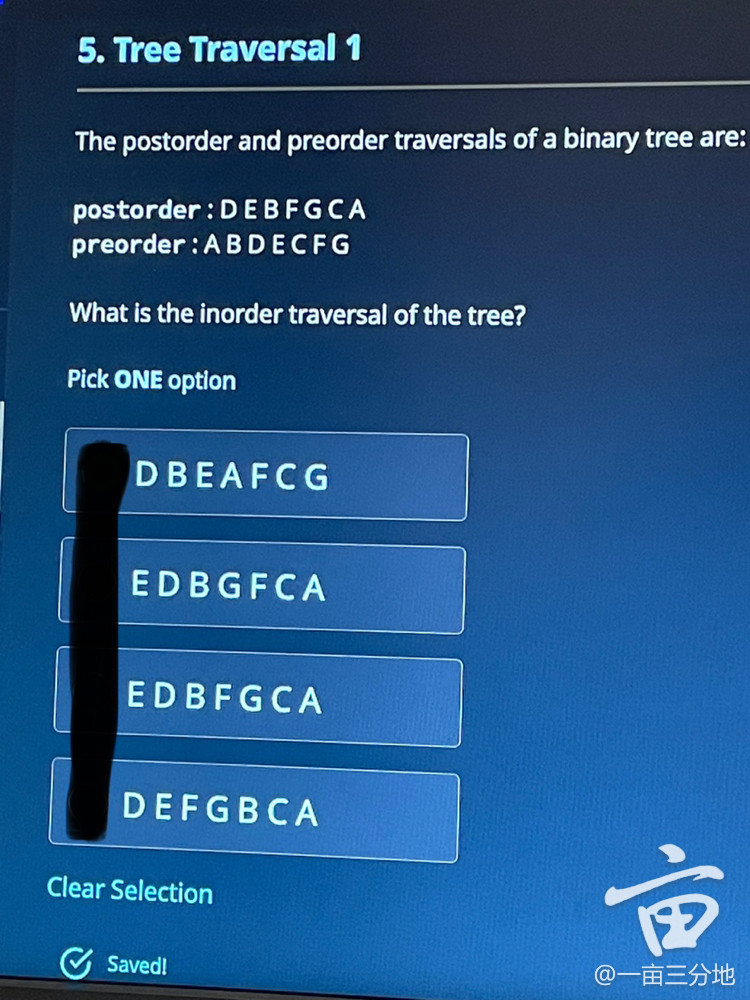 5. Tree Traversal 1
The postorder and preorder traversals of a binary tree are:
postorder : D E B F G C A
preorder : A B D E C F G
What is the inorder traversal of the tree?
Pick ONE option
D B E A F C G
E D B G F C A
E D B F G C A
D E F G B C A
Clear Selection
Saved!
亩
@一亩三分地